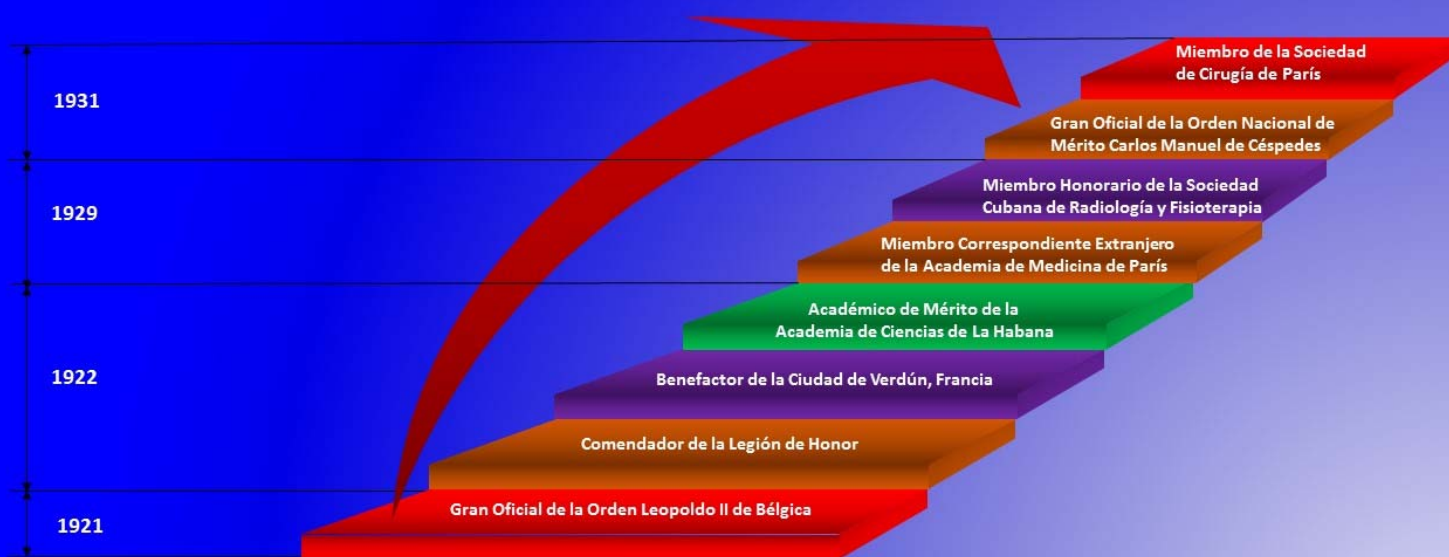 1931
Miembro de la Sociedad
de Cirugía de París
Gran Oficial de la Orden Nacional de
Mérito Carlos Manuel de Céspedes
1929
Miembro Honorario de la Sociedad
Cubana de Radiología y Fisioterapia
Miembro Correspondiente Extranjero
de la Academia de Medicina de París
1922
Académico de Mérito de la
Academia de Ciencias de La Habana
Benefactor de la Ciudad de Verdún, Francia
Comendador de la Legión de Honor
1921
Gran Oficial de la Orden Leopoldo II de Bélgica